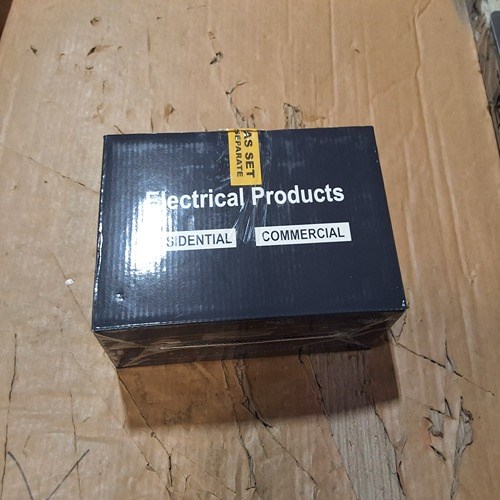 AS SET
SEPARATE
Electrical Products
SIDENTIAL
COMMERCIAL